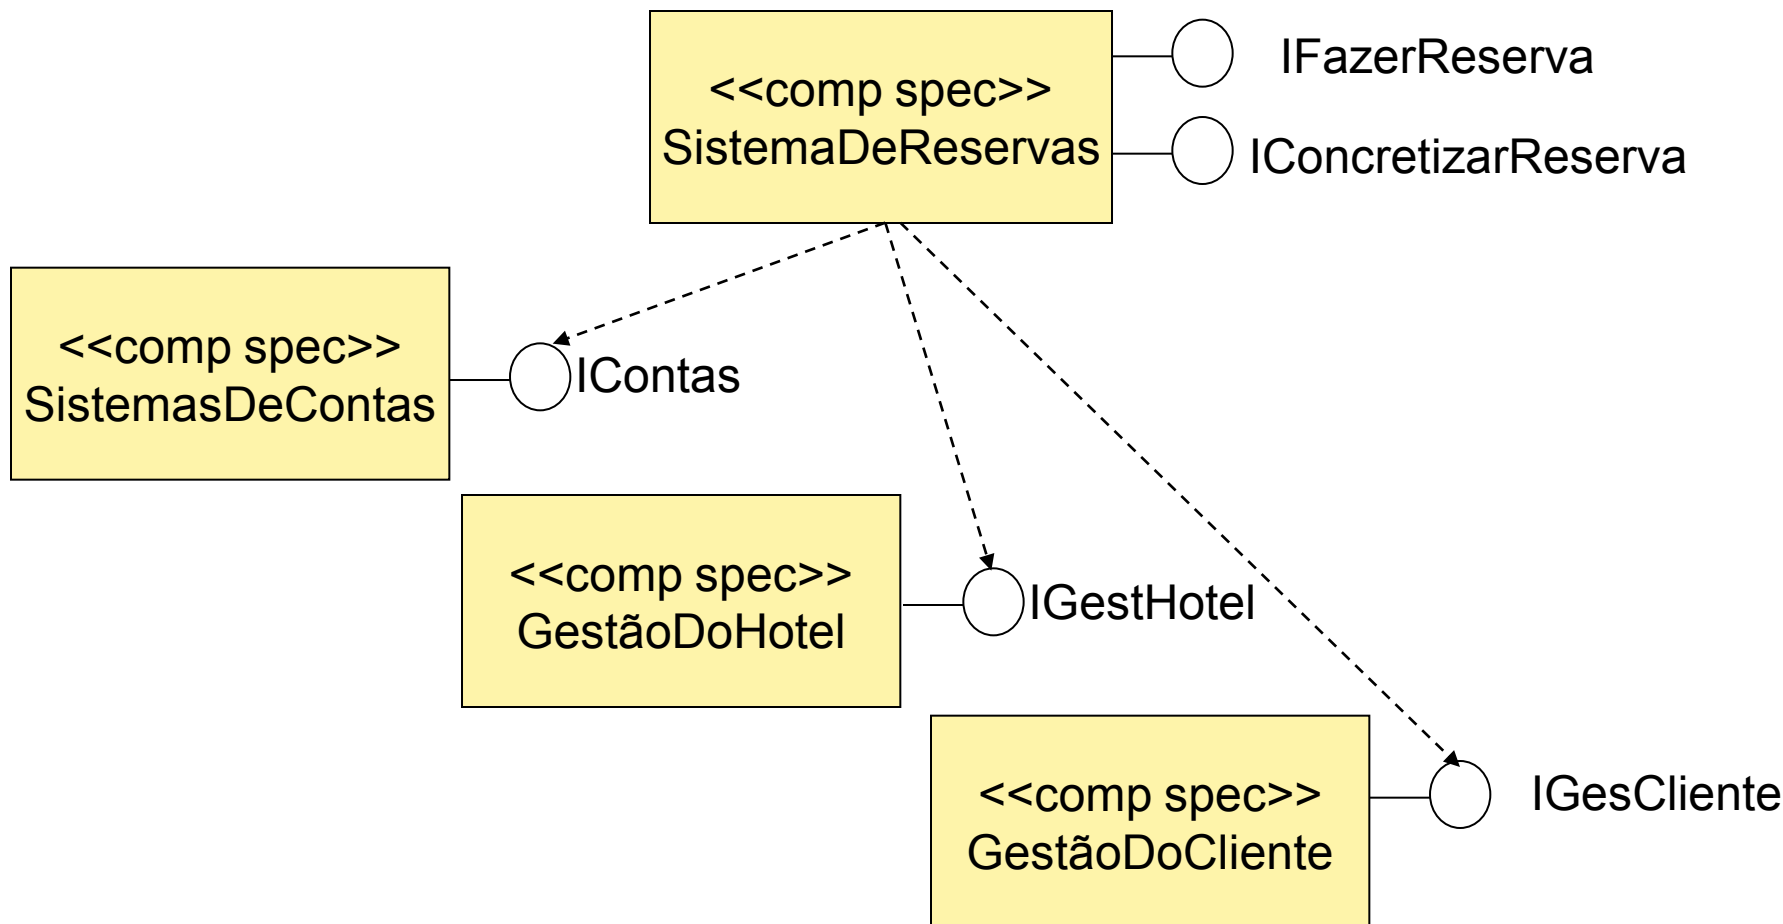 <<comp spec>>
SistemaDeReservas
IFazerReserva
IConcretizarReserva
<<comp spec>>
SistemasDeContas
IContas
<<comp spec>>
GestãoDoHotel
IGestHotel
<<comp spec>>
GestãoDoCliente
IGesCliente